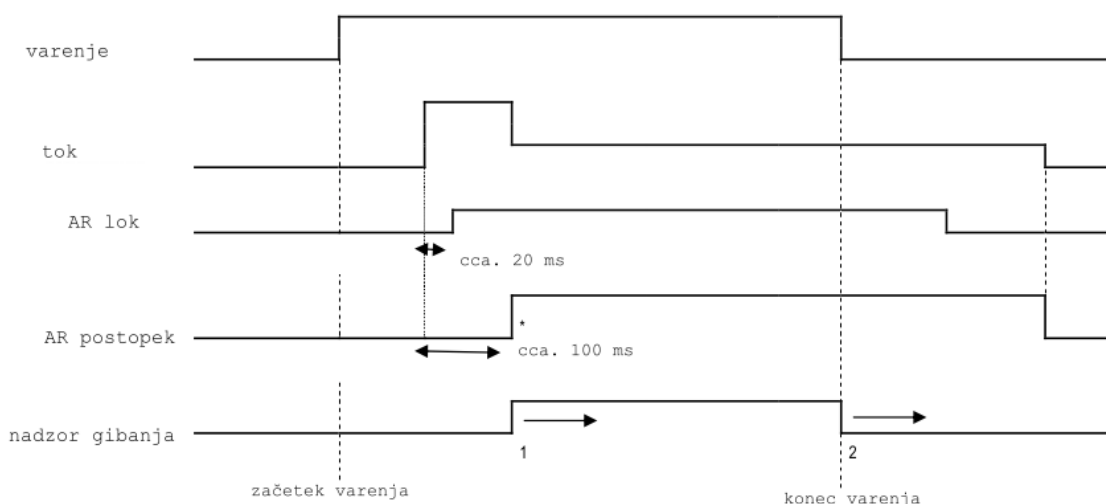 varenje
tok
AR lok
cca. 20 ms
AR postopek
*
cca. 100 ms
nadzor gibanja
1
2
začetek varenja
konec varenja